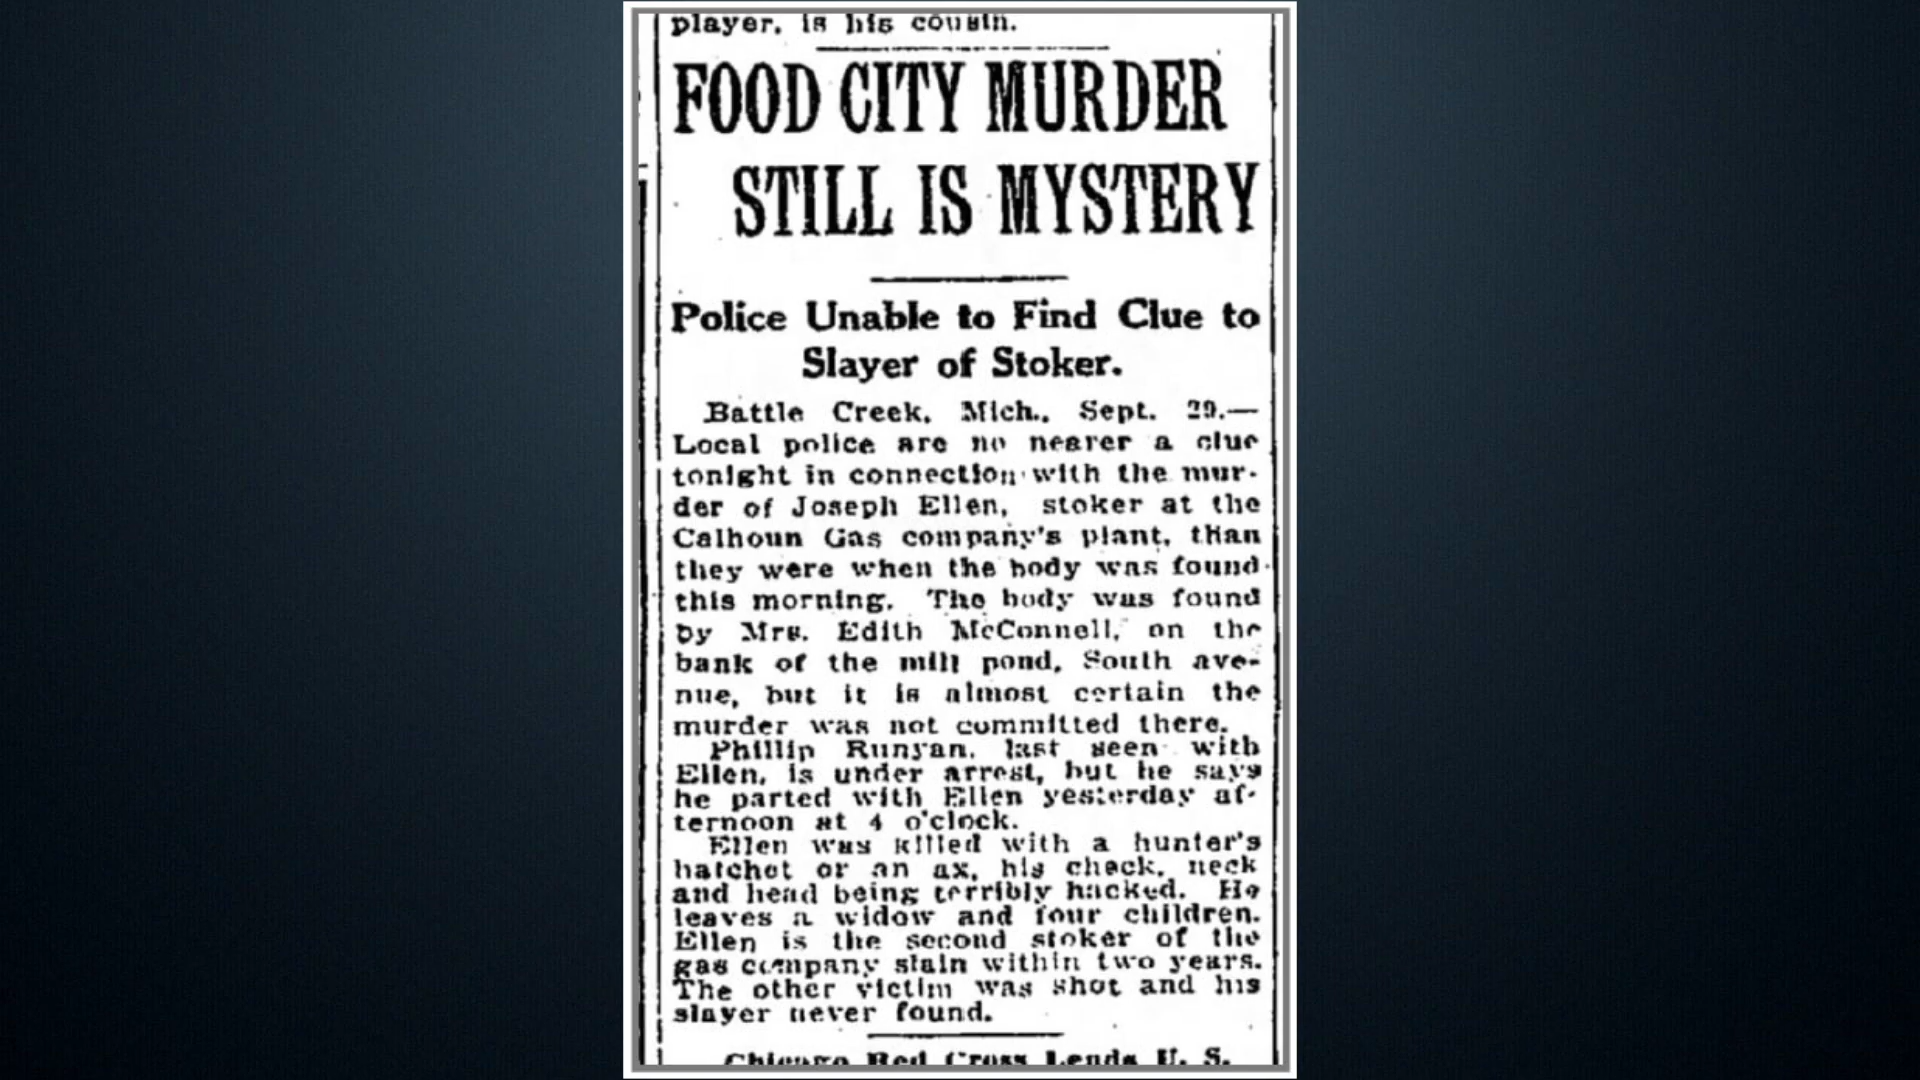 player, is his cousin.
FOOD CITY MURDER
STILL IS MYSTERY
Police Unable to Find Clue to
Slayer of Stoker.
Battle Creek, Mich., Sept. 29.—
Local police are no nearer a clue
tonight in connection with the mur-
der of Joseph Ellen, stoker at the
Calhoun Gas company's plant, than
they were when the body was found
this morning. The body was found
by Mrs. Edith McConnell, on the
bank of the mill pond, South ave-
nue, but it is almost certain the
murder was not committed there.
Phillip Runyan, last seen with
Ellen, is under arrest, but he says
he parted with Ellen yesterday af-
ternoon at 4 o'clock.
Ellen was killed with a hunter's
hatchet or an ax, his cheek, neck
and head being terribly hacked. He
leaves a widow and four children.
Ellen is the second stoker of the
gas company slain within two years.
The other victim was shot and his
slayer never found.
Chicago Red Cross Lends U. S.